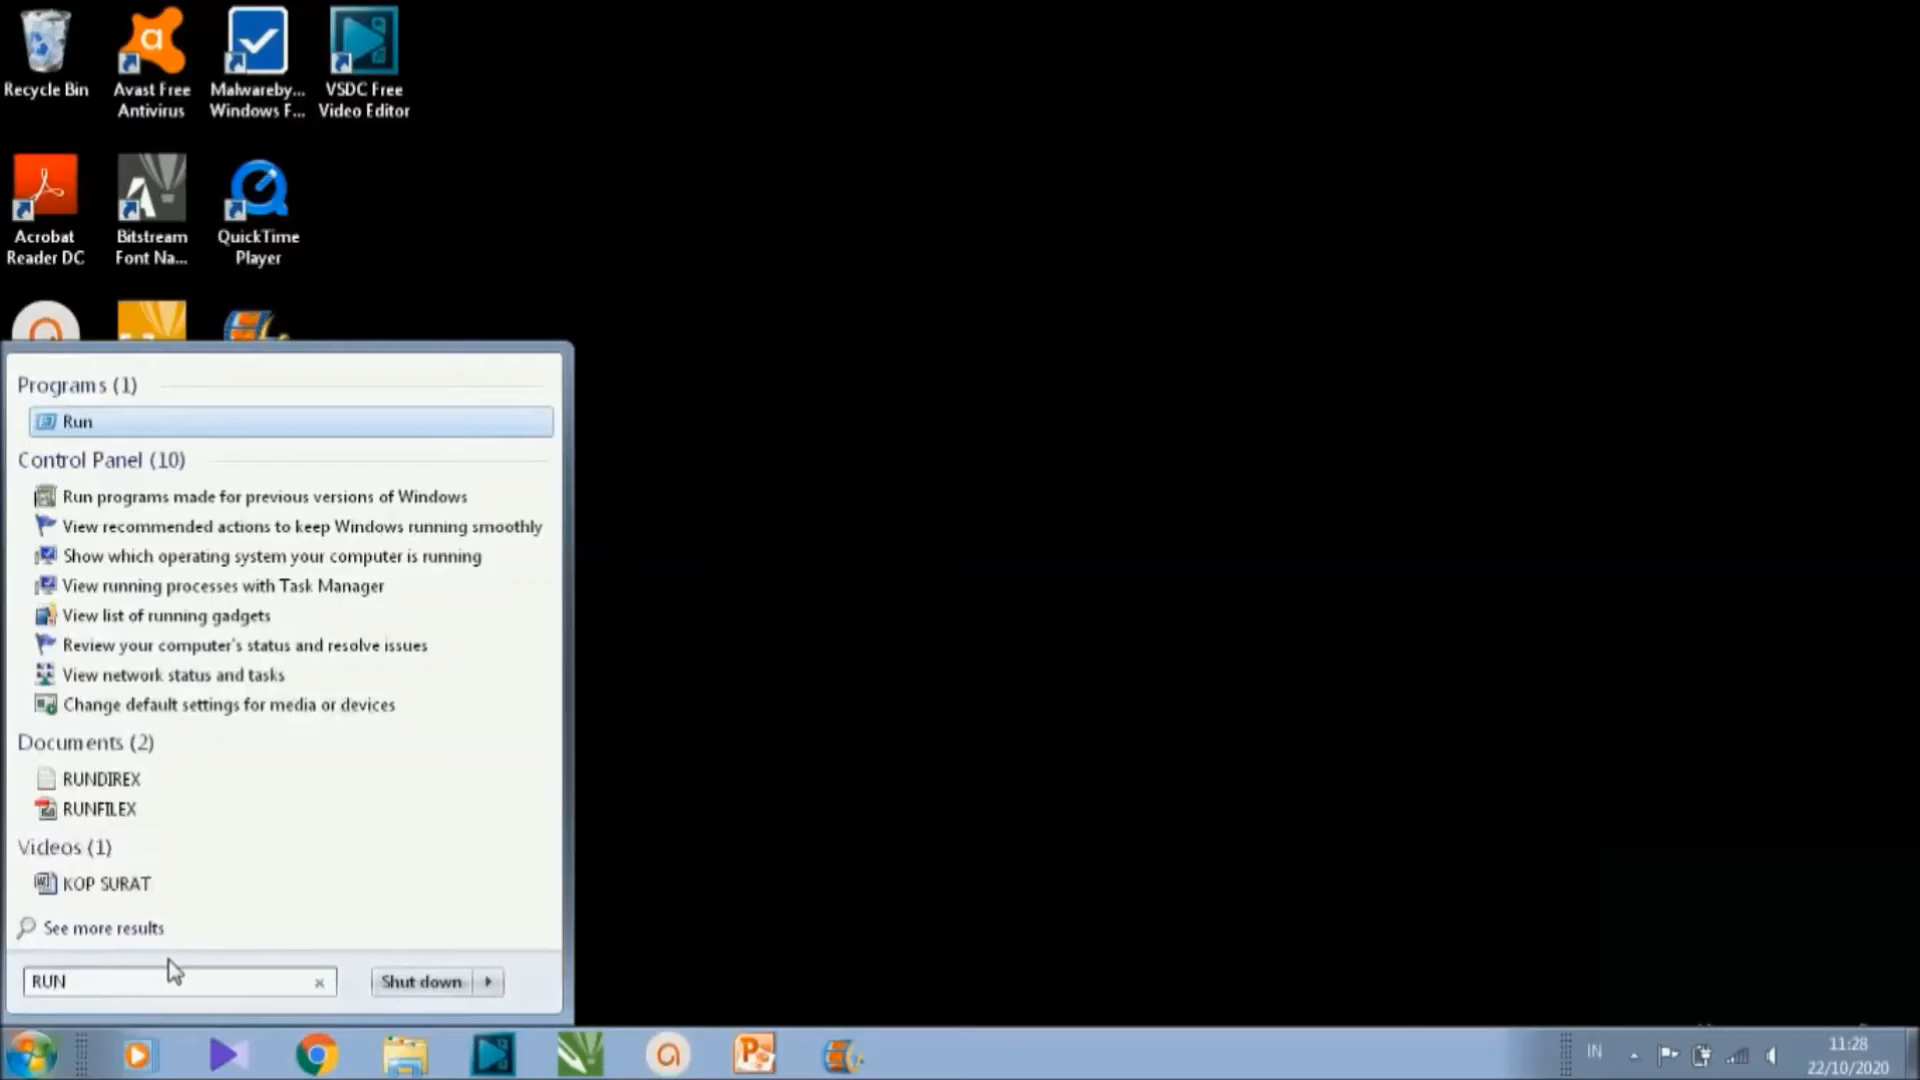 Recycle Bin
Avast Free
Antivirus
Malwareby...
Windows F...
VSDC Free
Video Editor
Acrobat
Reader DC
Bitstream
Font Na...
QuickTime
Player
Programs (1)
Run
Control Panel (10)
Run programs made for previous versions of Windows
View recommended actions to keep Windows running smoothly
Show which operating system your computer is running
View running processes with Task Manager
View list of running gadgets
Review your computer's status and resolve issues
View network status and tasks
Change default settings for media or devices
Documents (2)
RUNDIREX
RUNFILEX
Videos (1)
KOP SURAT
See more results
RUN
Shut down
IN
11:28
22/10/2020